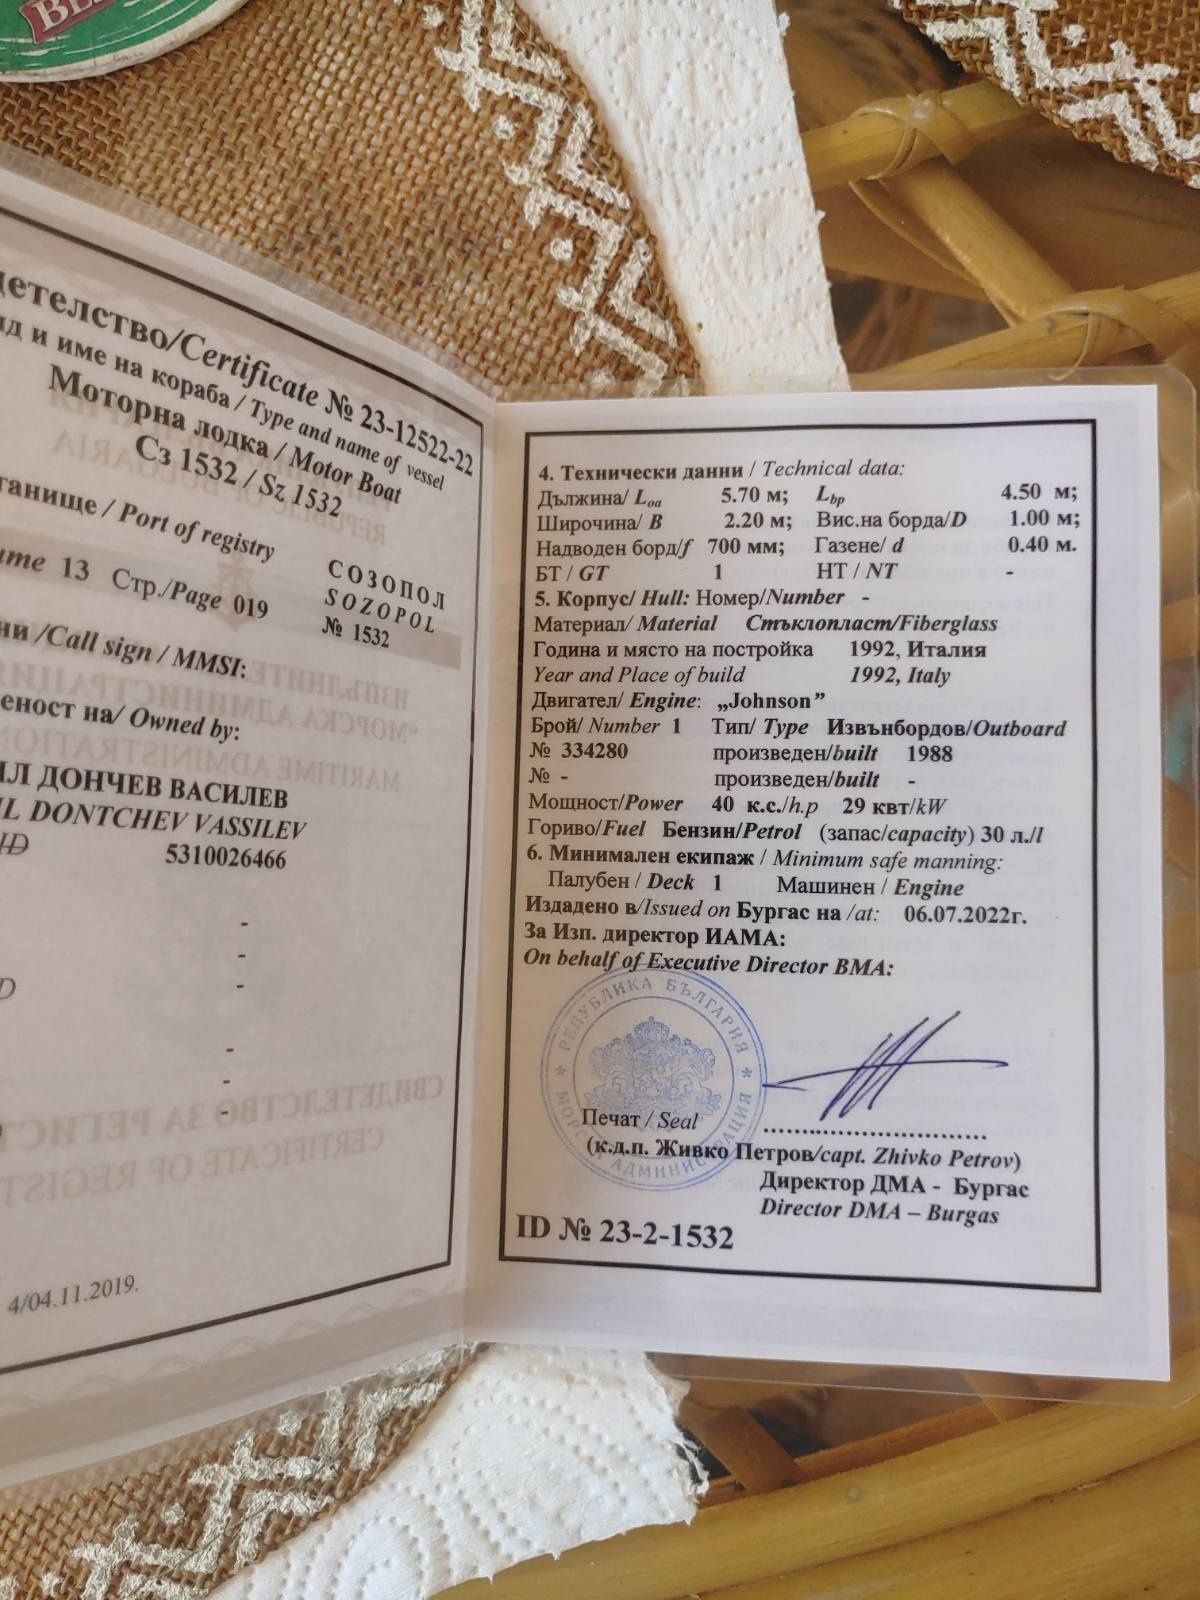 детелство/Certificate № 23-12522-22
ид и име на кораба / Type and name of vessel
Моторна лодка / Motor Boat
Сз 1532 / Sz 1532
ганище / Port of registry
СОЗОПОЛ
SOZOPOL
13 Стр./Page 019
№ 1532
ни /Call sign / MMSI:
еност на/ Owned by:
ИЛ ДОНЧЕВ ВАСИЛЕВ
IL DONTCHEV VASSILEV
ID
5310026466
-
-
D -
-
-
-
4/04.11.2019.
4. Технически данни / Technical data:
Дължина/ Loa 5.70 м; Lbp 4.50 м;
Широчина/ B 2.20 м; Вис.на борда/D 1.00 м;
Надводен борд/f 700 мм; Газене/ d 0.40 м.
БТ / GT 1 НТ / NT -
5. Корпус/ Hull: Номер/Number -
Материал/ Material Стъклопласт/Fiberglass
Година и място на постройка 1992, Италия
Year and Place of build 1992, Italy
Двигател/ Engine: „Johnson”
Брой/ Number 1 Тип/ Type Извънбордов/Outboard
№ 334280 произведен/built 1988
№ - произведен/built -
Мощност/Power 40 к.с./h.p 29 квт/kW
Гориво/Fuel Бензин/Petrol (запас/capacity) 30 л./l
6. Минимален екипаж / Minimum safe manning:
Палубен / Deck 1 Машинен / Engine
Издадено в/Issued on Бургас на /at: 06.07.2022г.
За Изп. директор ИАМА:
On behalf of Executive Director BMA:
РЕПУБЛИКА БЪЛГАРИЯ
МОРСКА АДМИНИСТРАЦИЯ
Печат / Seal ..............................
(к.д.п. Живко Петров/capt. Zhivko Petrov)
Директор ДМА - Бургас
Director DMA – Burgas
ID № 23-2-1532